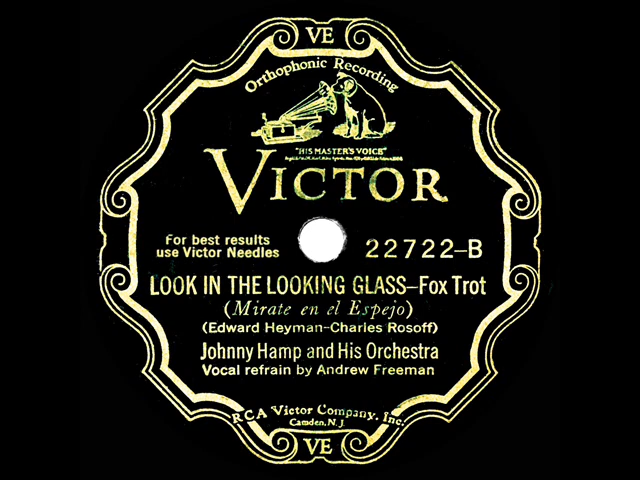 VE
Orthophonic Recording
"HIS MASTER'S VOICE"
VICTOR
For best results
use Victor Needles
22722-B
LOOK IN THE LOOKING GLASS-Fox Trot
(Mirate en el Espejo)
(Edward Heyman-Charles Rosoff)
Johnny Hamp and His Orchestra
Vocal refrain by Andrew Freeman
RCA Victor Company, Inc.
Camden, N.J.
VE